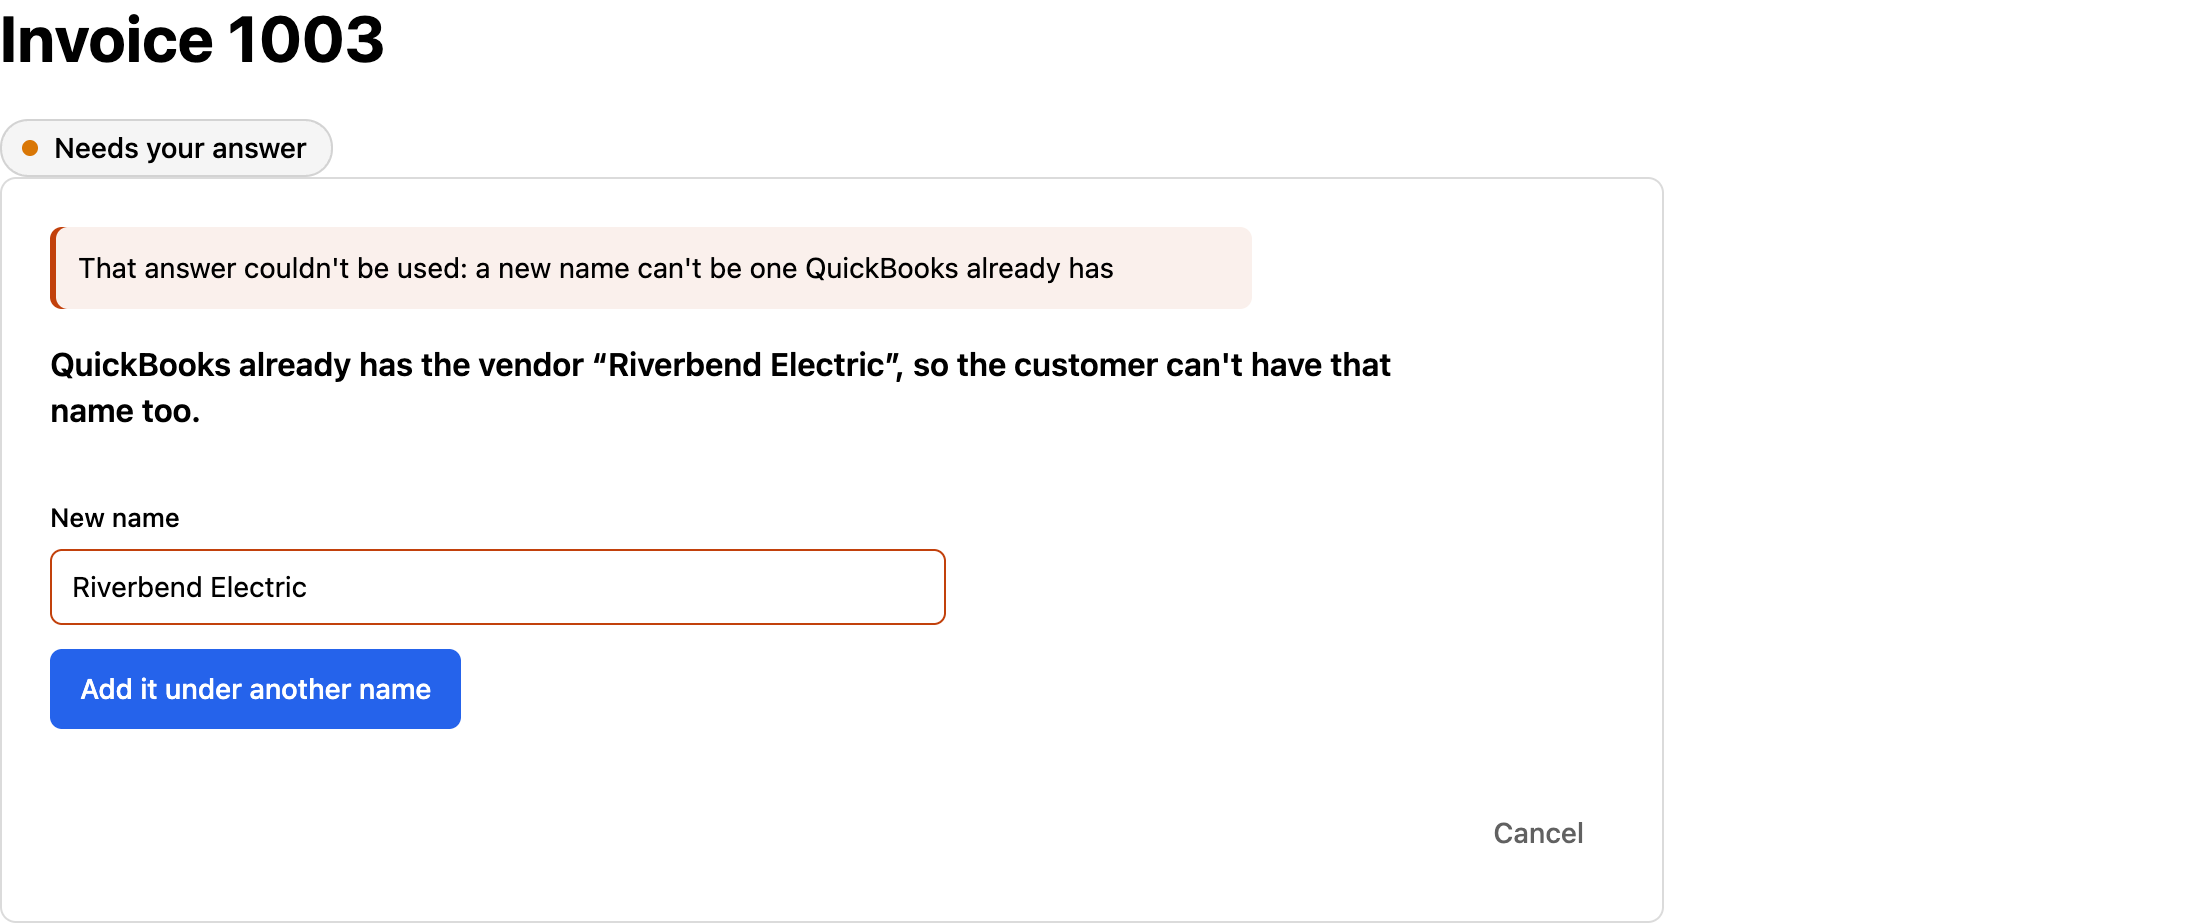 Invoice 1003
Needs your answer
That answer couldn't be used: a new name can't be one QuickBooks already has
QuickBooks already has the vendor “Riverbend Electric”, so the customer can't have that
name too.
New name
Riverbend Electric
Add it under another name
Cancel